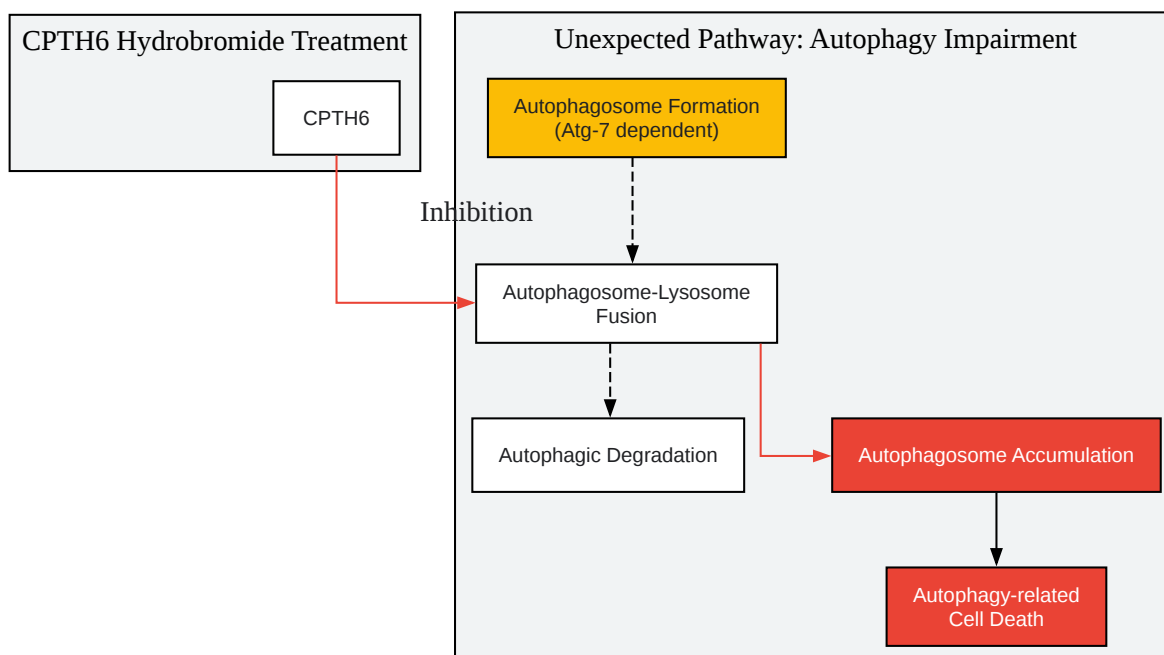 CPTH6 Hydrobromide Treatment
CPTH6
Inhibition
Unexpected Pathway: Autophagy Impairment
Autophagosome Formation
(Atg-7 dependent)
Autophagosome-Lysosome
Fusion
Autophagic Degradation
Autophagosome Accumulation
Autophagy-related
Cell Death